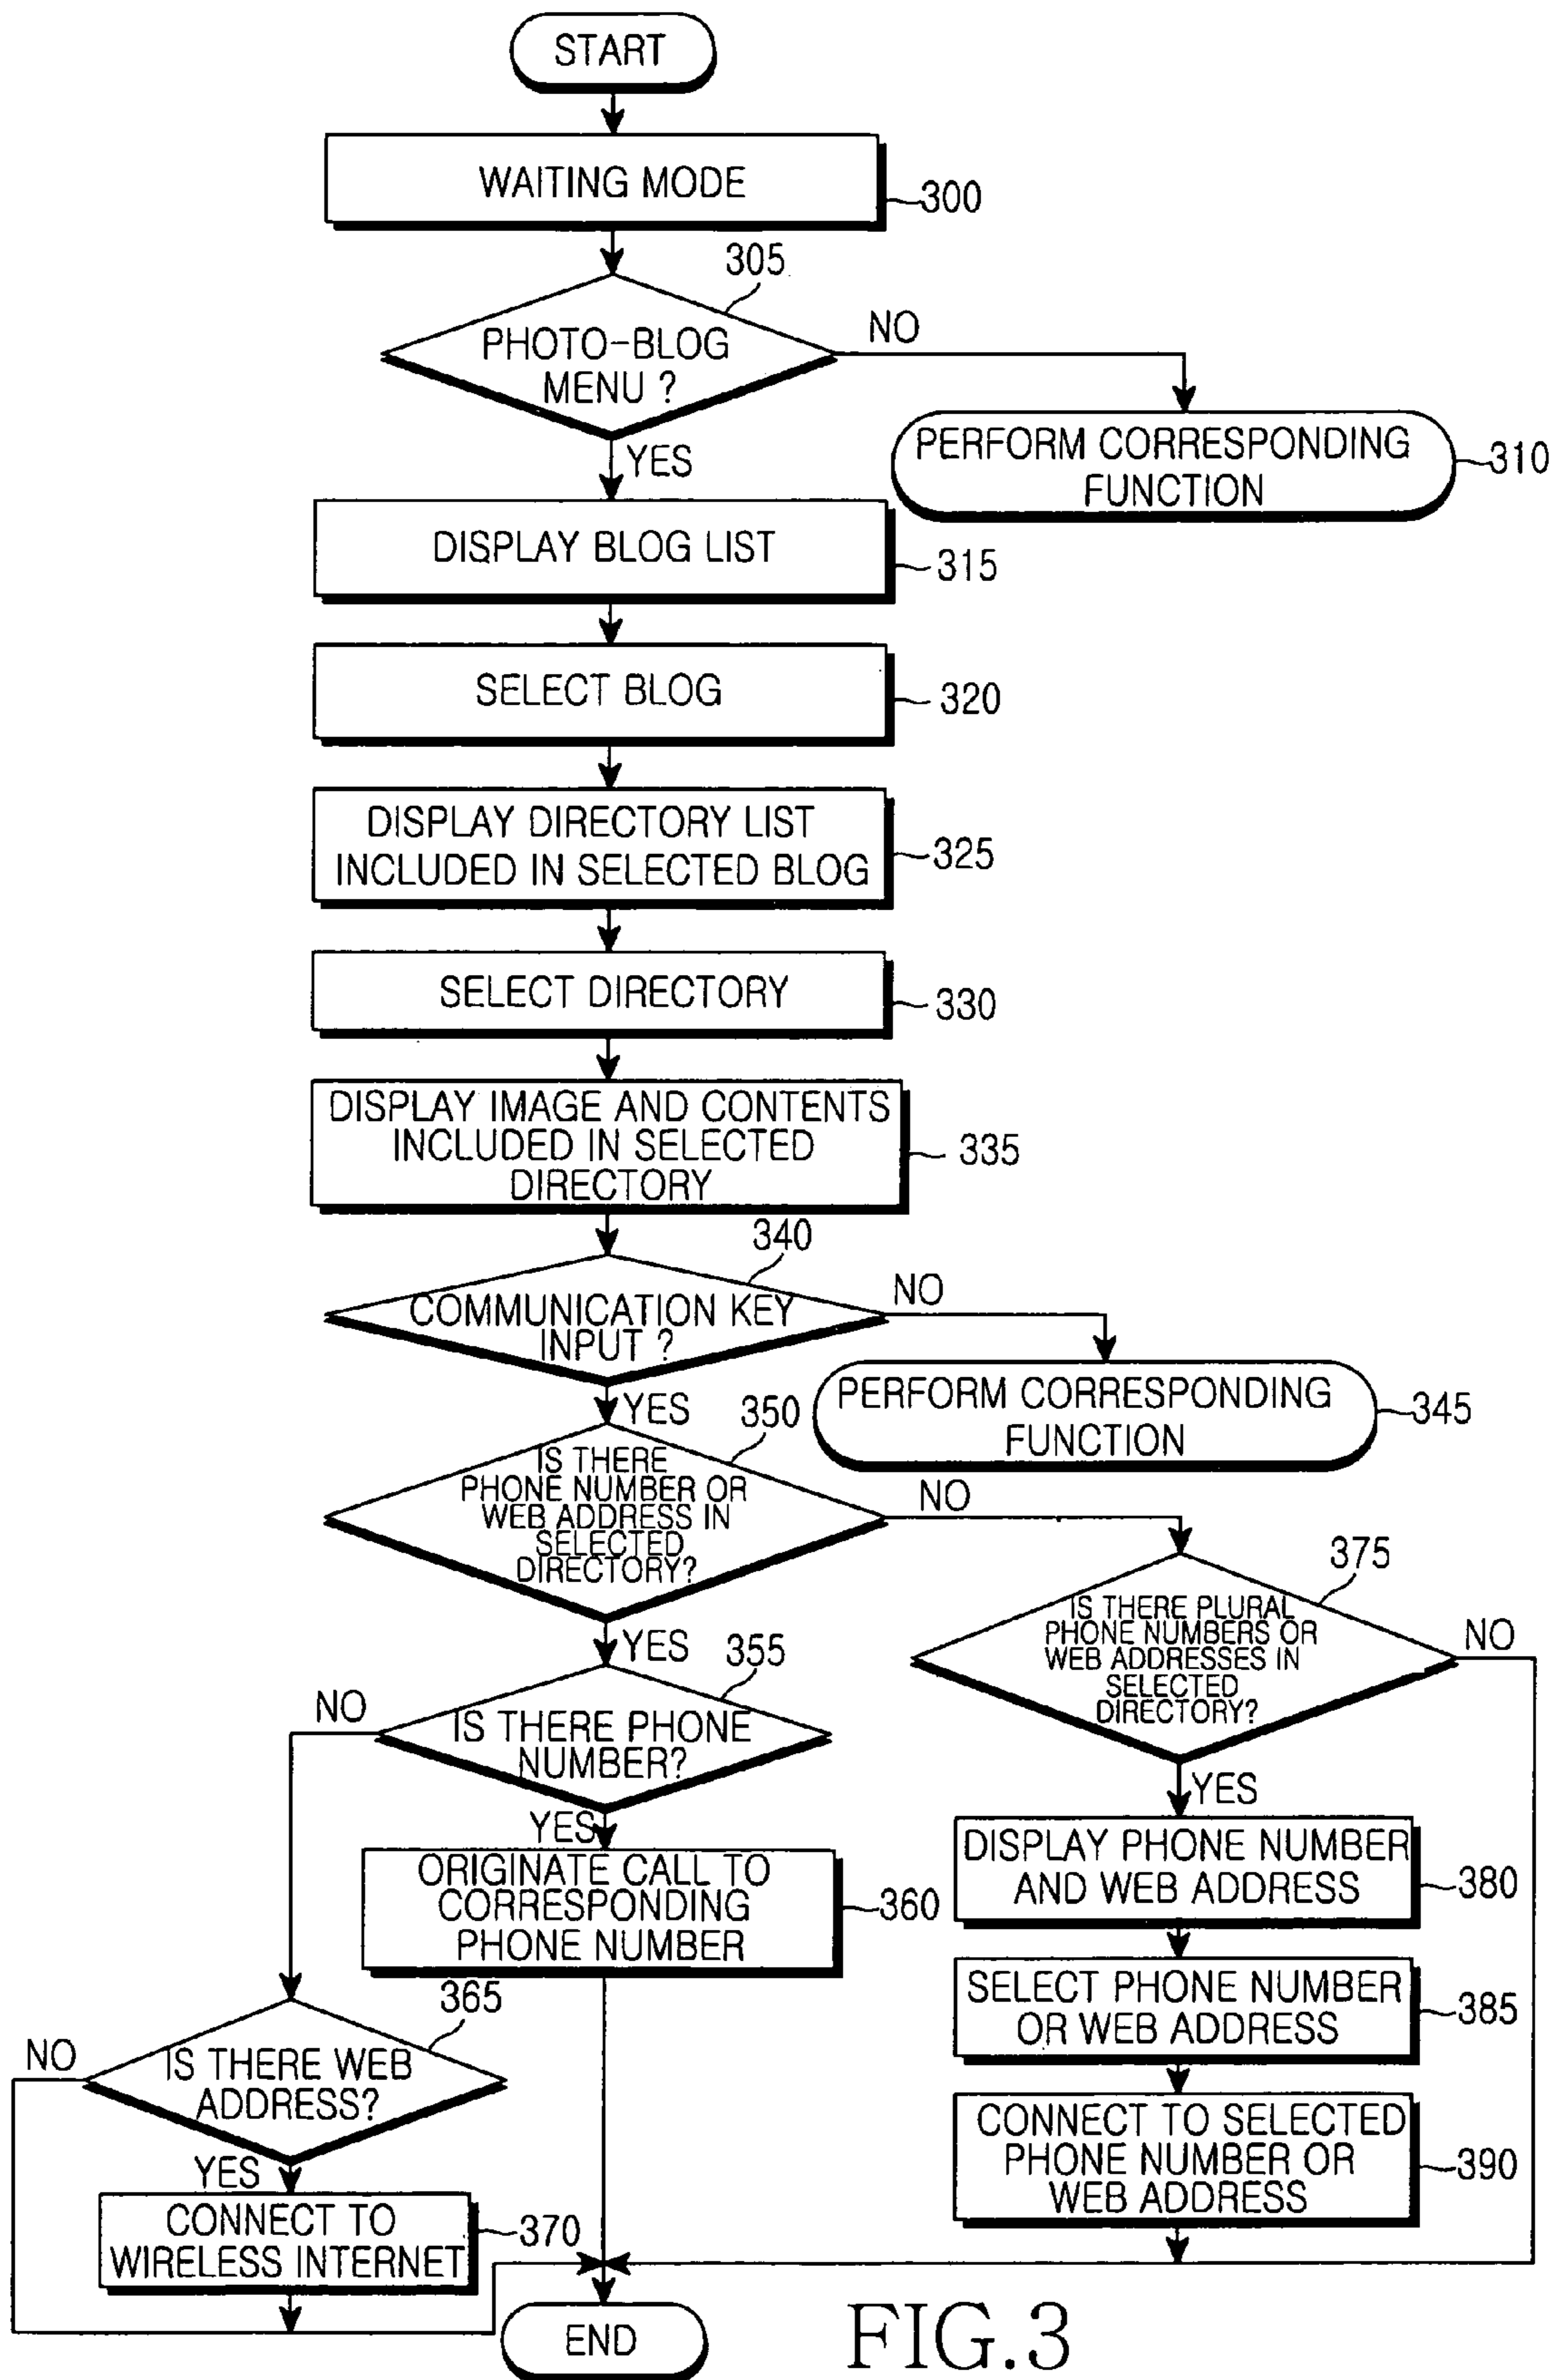 START
WAITING MODE
300
305
PHOTO-BLOG
MENU ?
NO
YES
PERFORM CORRESPONDING
FUNCTION
310
DISPLAY BLOG LIST
315
SELECT BLOG
320
DISPLAY DIRECTORY LIST
INCLUDED IN SELECTED BLOG
325
SELECT DIRECTORY
330
DISPLAY IMAGE AND CONTENTS
INCLUDED IN SELECTED
DIRECTORY
335
340
COMMUNICATION KEY
INPUT ?
NO
YES
PERFORM CORRESPONDING
FUNCTION
345
350
IS THERE
PHONE NUMBER OR
WEB ADDRESS IN
SELECTED
DIRECTORY?
NO
YES
375
IS THERE PLURAL
PHONE NUMBERS OR
WEB ADDRESSES IN
SELECTED
DIRECTORY?
NO
YES
355
IS THERE PHONE
NUMBER?
NO
YES
ORIGINATE CALL TO
CORRESPONDING
PHONE NUMBER
360
DISPLAY PHONE NUMBER
AND WEB ADDRESS
380
SELECT PHONE NUMBER
OR WEB ADDRESS
385
365
IS THERE WEB
ADDRESS?
NO
YES
CONNECT TO
WIRELESS INTERNET
370
CONNECT TO SELECTED
PHONE NUMBER OR
WEB ADDRESS
390
END
FIG.3